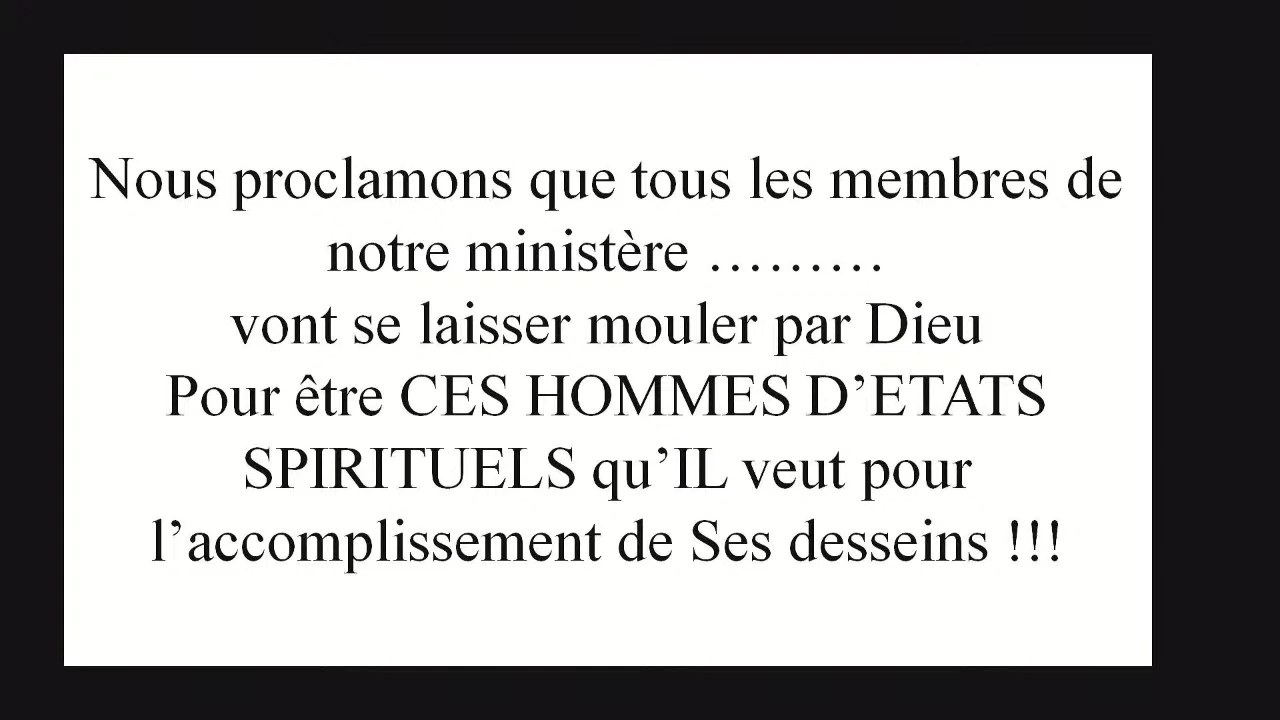 Nous proclamons que tous les membres de
notre ministère ………
vont se laisser mouler par Dieu
Pour être CES HOMMES D’ETATS
SPIRITUELS qu’IL veut pour
l’accomplissement de Ses desseins !!!